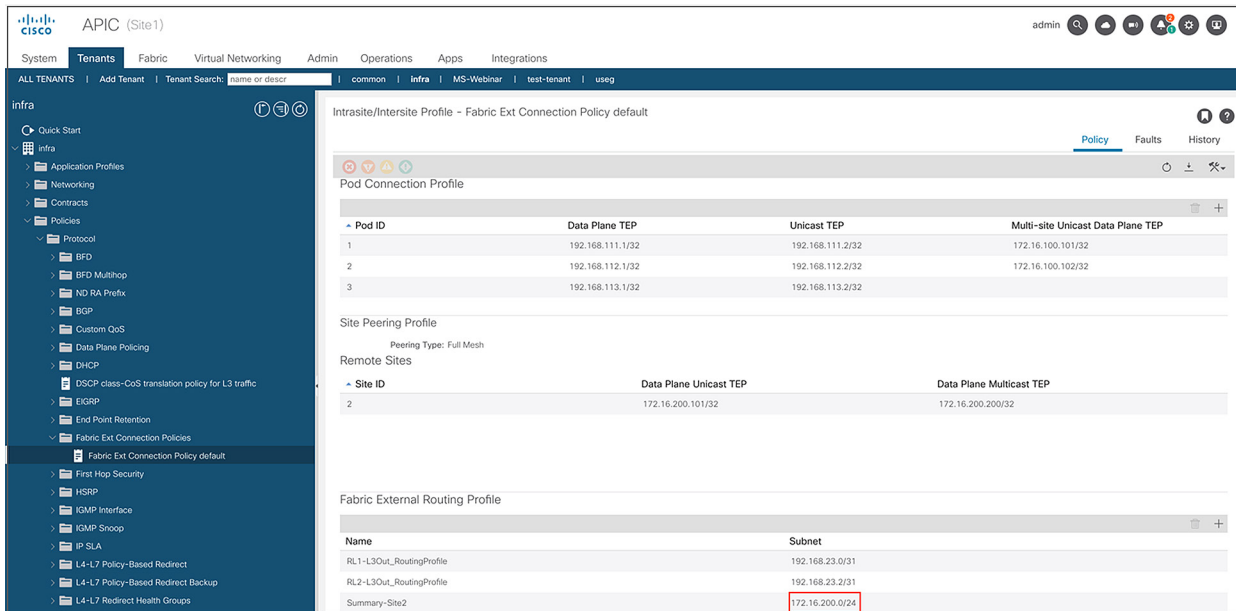 CISCO
APIC (Site1)
admin
2
1
System Tenants Fabric Virtual Networking Admin Operations Apps Integrations
ALL TENANTS | Add Tenant | Tenant Search: name or descr | common | infra | MS-Webinar | test-tenant | useg
infra
Quick Start
infra
Application Profiles
Networking
Contracts
Policies
Protocol
BFD
BFD Multihop
ND RA Prefix
BGP
Custom QoS
Data Plane Policing
DHCP
DSCP class-CoS translation policy for L3 traffic
EIGRP
End Point Retention
Fabric Ext Connection Policies
Fabric Ext Connection Policy default
First Hop Security
HSRP
IGMP Interface
IGMP Snoop
IP SLA
L4-L7 Policy-Based Redirect
L4-L7 Policy-Based Redirect Backup
L4-L7 Redirect Health Groups
Intrasite/Intersite Profile - Fabric Ext Connection Policy default
Policy Faults History
Pod Connection Profile
Pod ID Data Plane TEP Unicast TEP Multi-site Unicast Data Plane TEP
1 192.168.111.1/32 192.168.111.2/32 172.16.100.101/32
2 192.168.112.1/32 192.168.112.2/32 172.16.100.102/32
3 192.168.113.1/32 192.168.113.2/32
Site Peering Profile
Peering Type: Full Mesh
Remote Sites
Site ID Data Plane Unicast TEP Data Plane Multicast TEP
2 172.16.200.101/32 172.16.200.200/32
Fabric External Routing Profile
Name Subnet
RL1-L3Out_RoutingProfile 192.168.23.0/31
RL2-L3Out_RoutingProfile 192.168.23.2/31
Summary-Site2 172.16.200.0/24